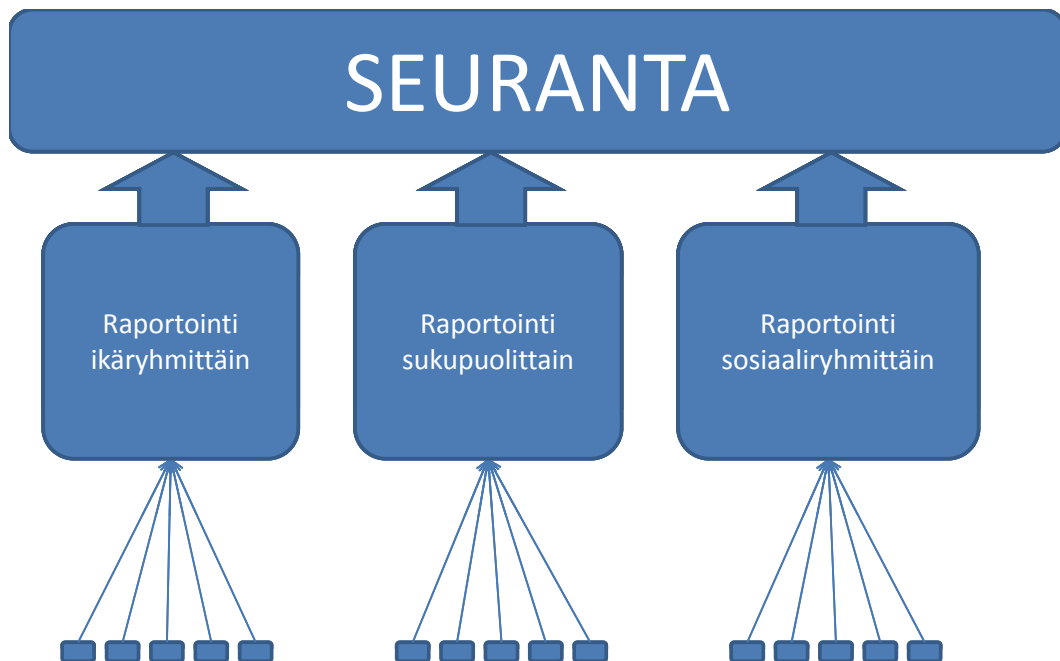 SEURANTA
Raportointi
ikäryhmittäin
Raportointi
sukupuolittain
Raportointi
sosiaaliryhmittäin